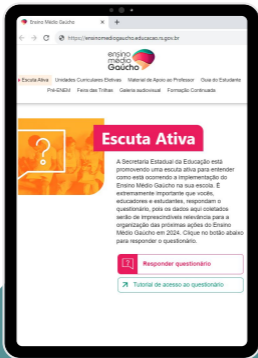 Ensino Médio Gaúcho
https://ensinomediogaucho.educacao.rs.gov.br
ensino
médio
Gaúcho
Escuta Ativa Unidades Curriculares Eletivas Material de Apoio ao Professor Guia do Estudante
Pré-ENEM Feira das Trilhas Galeria audiovisual Formação Continuada
?
Escuta Ativa
A Secretaria Estadual da Educação está
promovendo uma escuta ativa para entender
como está ocorrendo a implementação do
Ensino Médio Gaúcho na sua escola. É
extremamente importante que vocês,
educadores e estudantes, respondam o
questionário, pois os dados aqui coletados
serão de imprescindíveis relevância para a
organização das próximas ações do Ensino
Médio Gaúcho em 2024. Clique no botão abaixo
para responder o questionário.
? Responder questionário
Tutorial de acesso ao questionário